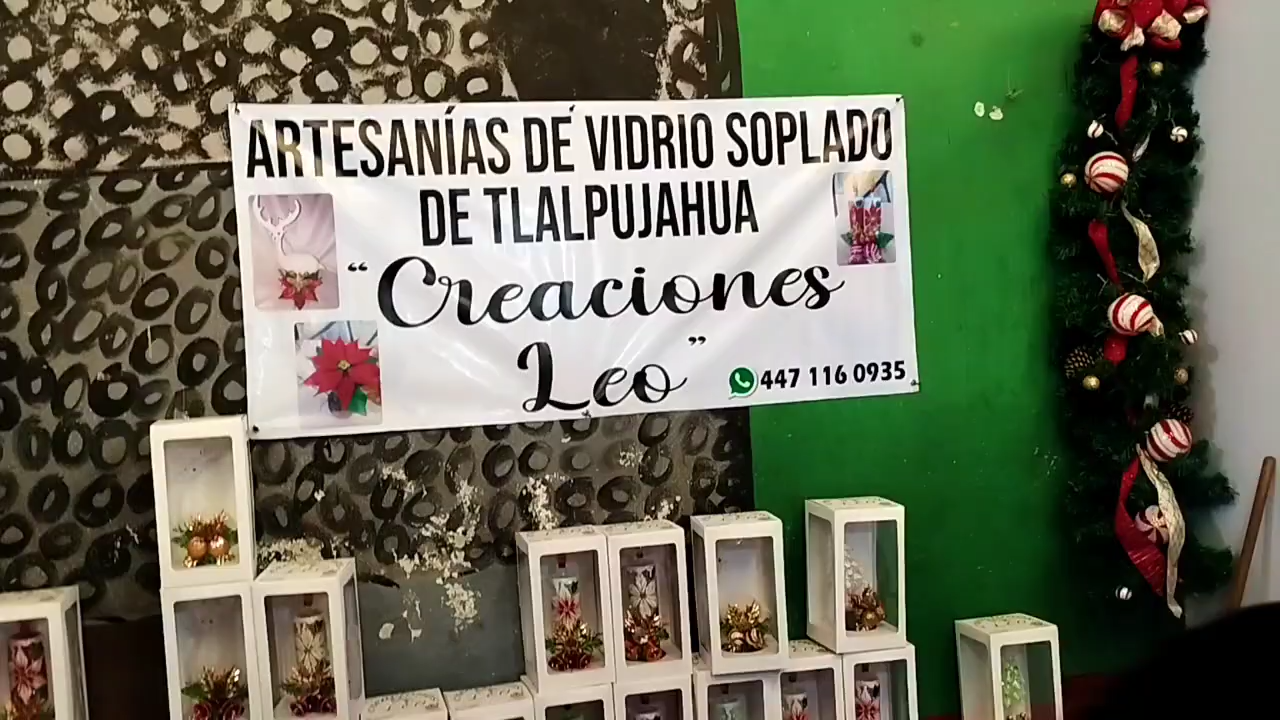 ARTESANÍAS DE VIDRIO SOPLADO
DE TLALPUJAHUA
“Creaciones
Leo”
447 116 0935